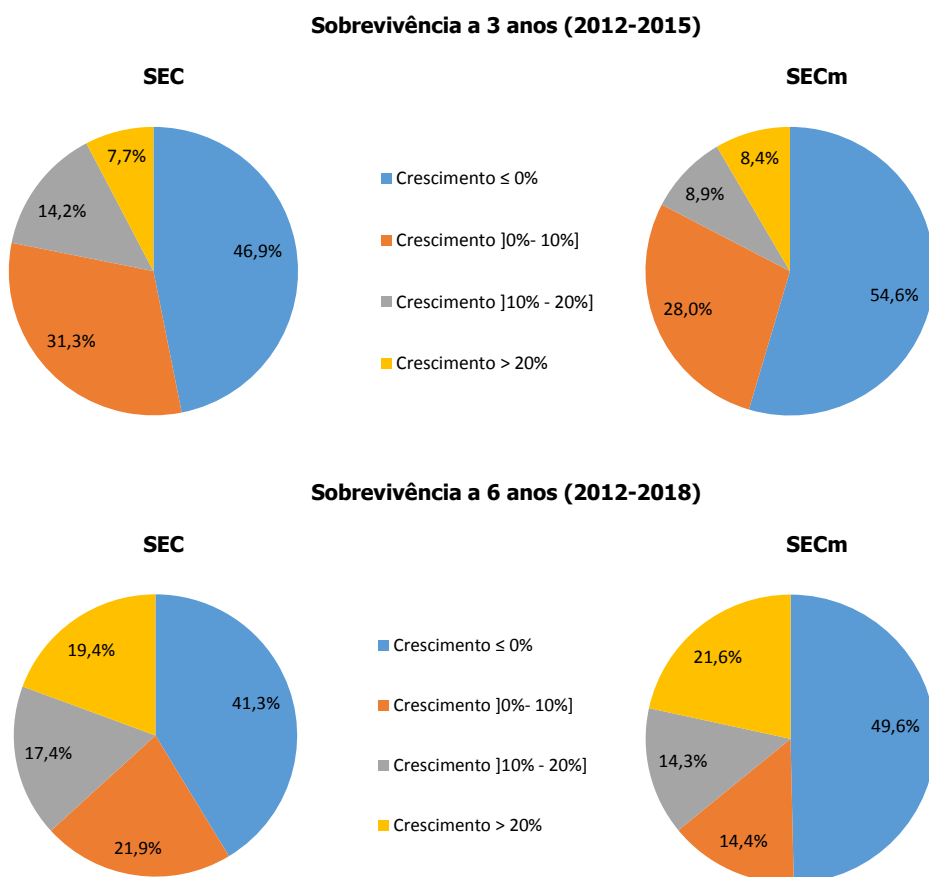 Sobrevivência a 3 anos (2012-2015)
SEC
SECm
7,7%
14,2%
46,9%
31,3%
Crescimento ≤ 0%
Crescimento ]0%- 10%]
Crescimento ]10% - 20%]
Crescimento > 20%
8,4%
8,9%
28,0%
54,6%
Sobrevivência a 6 anos (2012-2018)
SEC
SECm
19,4%
41,3%
17,4%
21,9%
Crescimento ≤ 0%
Crescimento ]0%- 10%]
Crescimento ]10% - 20%]
Crescimento > 20%
21,6%
49,6%
14,3%
14,4%